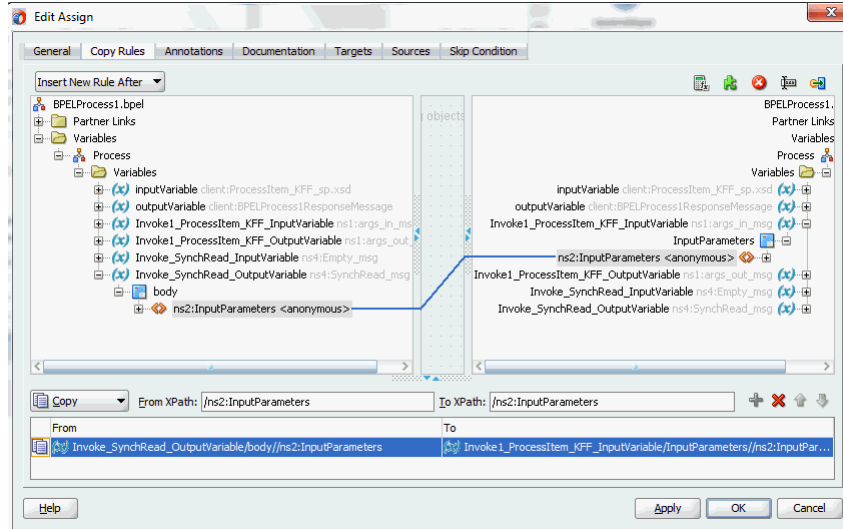 Edit Assign
General Copy Rules Annotations Documentation Targets Sources Skip Condition
Insert New Rule After
BPELProcess1.bpel
Partner Links
Variables
Process
Variables
inputVariable client:ProcessItem_KFF_sp.xsd
outputVariable client:BPELProcess1ResponseMessage
Invoke1_ProcessItem_KFF_InputVariable ns1:args_in_ms
Invoke1_ProcessItem_KFF_OutputVariable ns1:args_out
Invoke_SynchRead_InputVariable ns4:Empty_msg
Invoke_SynchRead_OutputVariable ns4:SynchRead_msg
body
ns2:InputParameters <anonymous>
objects
BPELProcess1.
Partner Links
Variables
Process
Variables
inputVariable client:ProcessItem_KFF_sp.xsd
outputVariable client:BPELProcess1ResponseMessage
Invoke1_ProcessItem_KFF_InputVariable ns1:args_in_msg
InputParameters
ns2:InputParameters <anonymous>
Invoke1_ProcessItem_KFF_OutputVariable ns1:args_out_msg
Invoke_SynchRead_InputVariable ns4:Empty_msg
Invoke_SynchRead_OutputVariable ns4:SynchRead_msg
Copy From XPath: /ns2:InputParameters To XPath: /ns2:InputParameters
From To
Invoke_SynchRead_OutputVariable/body//ns2:InputParameters Invoke1_ProcessItem_KFF_InputVariable/InputParameters//ns2:InputPar...
Help Apply OK Cancel